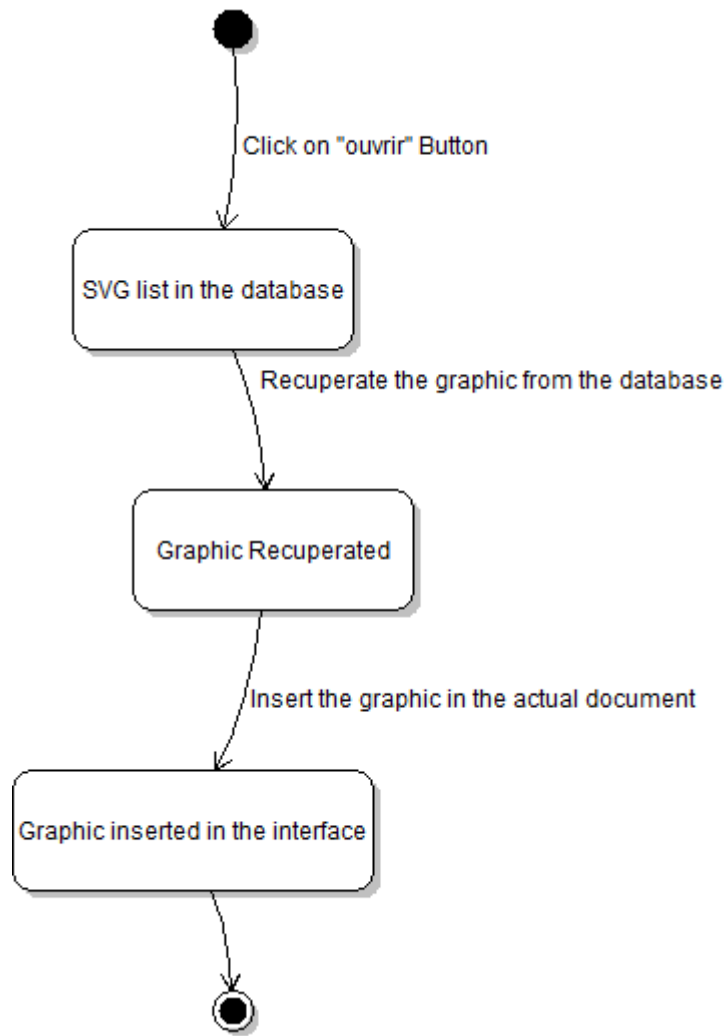 Click on "ouvrir" Button
SVG list in the database
Recuperate the graphic from the database
Graphic Recuperated
Insert the graphic in the actual document
Graphic inserted in the interface